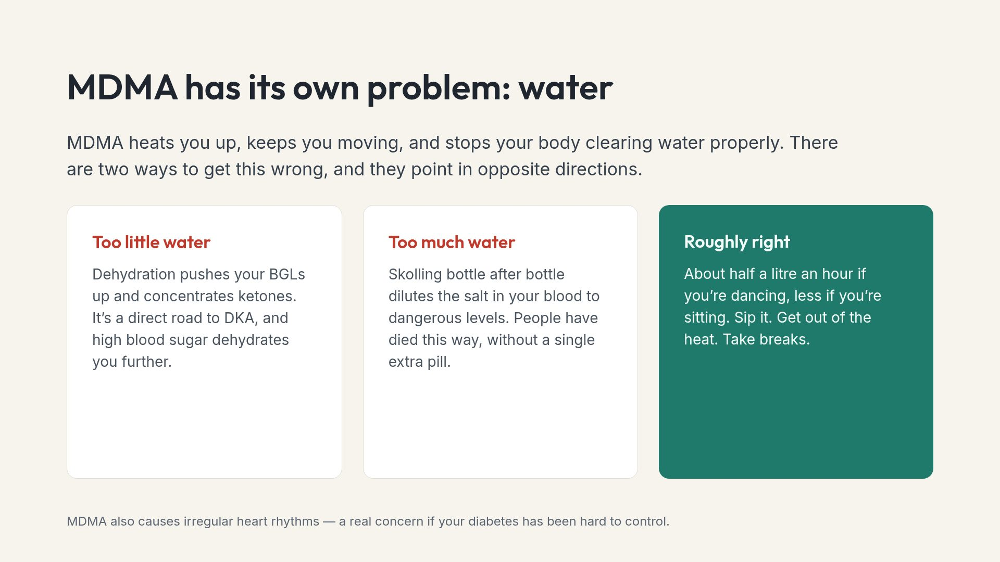 MDMA has its own problem: water
MDMA heats you up, keeps you moving, and stops your body clearing water properly. There
are two ways to get this wrong, and they point in opposite directions.
Too little water
Dehydration pushes your BGLs
up and concentrates ketones.
It’s a direct road to DKA, and
high blood sugar dehydrates
you further.
Too much water
Skolling bottle after bottle
dilutes the salt in your blood to
dangerous levels. People have
died this way, without a single
extra pill.
Roughly right
About half a litre an hour if
you’re dancing, less if you’re
sitting. Sip it. Get out of the
heat. Take breaks.
MDMA also causes irregular heart rhythms — a real concern if your diabetes has been hard to control.